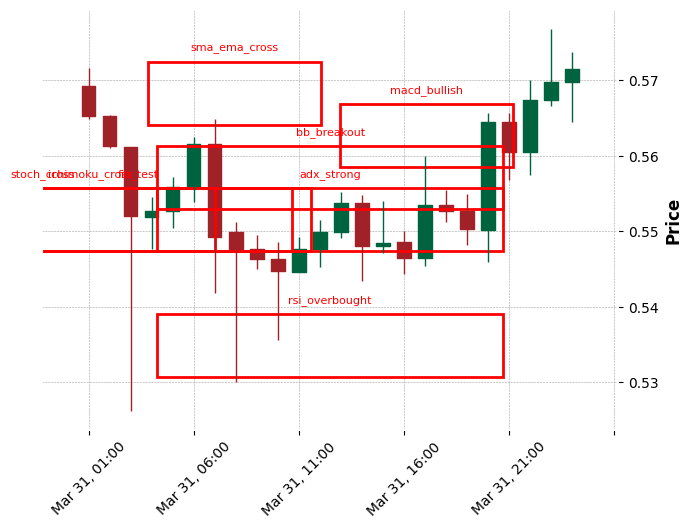 sma_ema_cross
macd_bullish
bb_breakout
stoch_cross
ichimoku_cross
fib_test
adx_strong
rsi_overbought
0.57
0.56
0.55
0.54
0.53
Price
Mar 31, 01:00
Mar 31, 06:00
Mar 31, 11:00
Mar 31, 16:00
Mar 31, 21:00